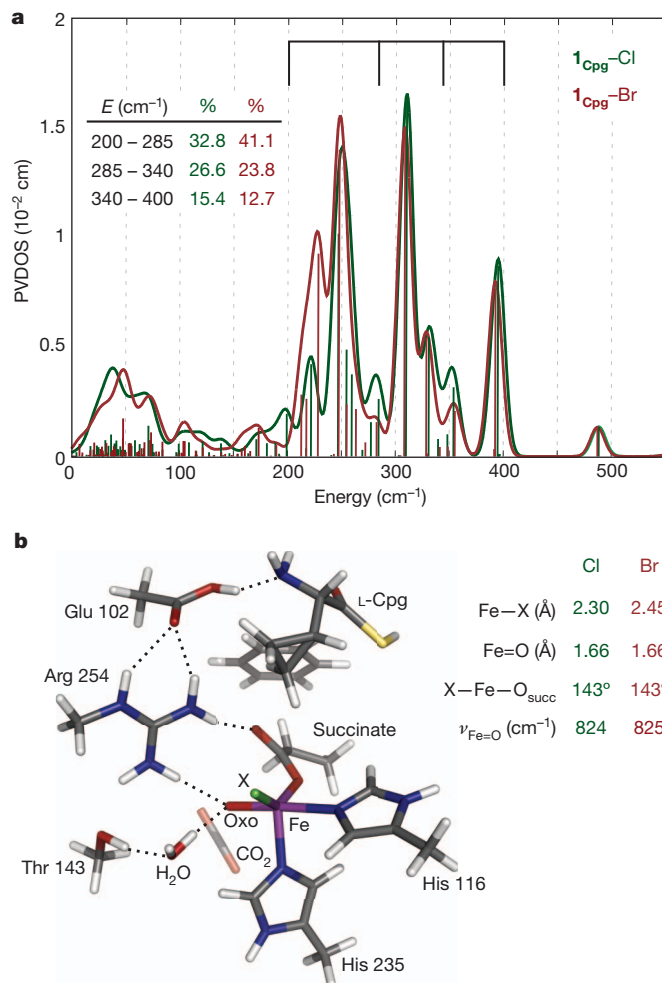 a
2
1.5
1
0.5
0
PVDOS (10⁻² cm)
0 100 200 300 400 500
Energy (cm⁻¹)
1Cpg–Cl
1Cpg–Br
E (cm⁻¹) % %
200 – 285 32.8 41.1
285 – 340 26.6 23.8
340 – 400 15.4 12.7
b
Glu 102
L-Cpg
Arg 254
Succinate
X
Oxo
Fe
CO₂
Thr 143
H₂O
His 116
His 235
Cl Br
Fe–X (Å) 2.30 2.45
Fe=O (Å) 1.66 1.66
X–Fe–Osucc 143º 143º
νFe=O (cm⁻¹) 824 825